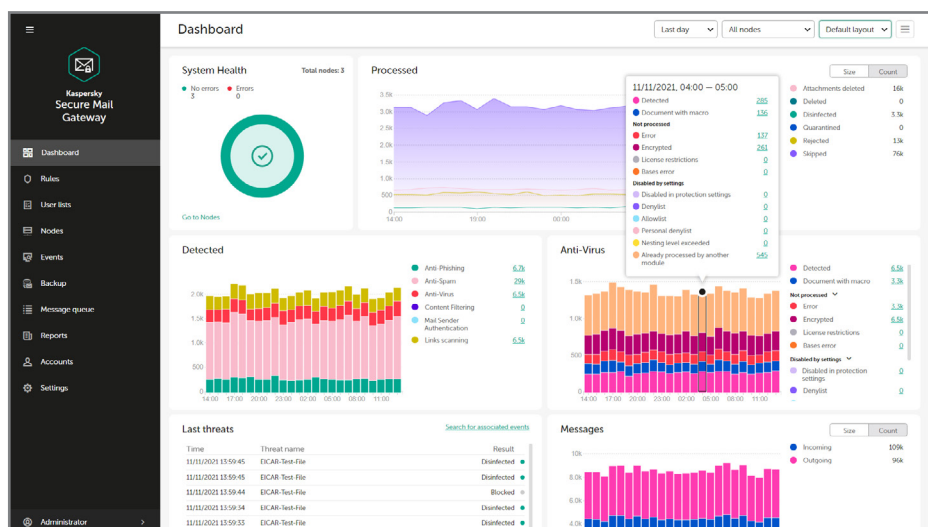 Kaspersky
Secure Mail
Gateway
Dashboard
Rules
User lists
Nodes
Events
Backup
Message queue
Reports
Accounts
Settings
Administrator
Dashboard
Last day
All nodes
Default layout
System Health
Total nodes: 3
No errors
3
Errors
0
Go to Nodes
Processed
Size
Count
3.5k
3.0k
2.5k
2.0k
1.5k
1.0k
500
0
14:00
19:00
00:00
Attachments deleted 16k
Deleted 0
Disinfected 3.3k
Quarantined 0
Rejected 13k
Skipped 76k
11/11/2021, 04:00 — 05:00
Detected 285
Document with macro 136
Not processed
Error 137
Encrypted 261
License restrictions 0
Bases error 0
Disabled by settings
Disabled in protection settings 0
Denylist 0
Allowlist 0
Personal denylist 0
Nesting level exceeded 0
Already processed by another
module 545
Detected
2.0k
1.5k
1.0k
500
0
14:00 17:00 20:00 23:00 02:00 05:00 08:00 11:00
Anti-Phishing 6.7k
Anti-Spam 29k
Anti-Virus 6.5k
Content Filtering 0
Mail Sender
Authentication 0
Links scanning 6.5k
Anti-Virus
1.5k
1.0k
500
0
14:00 17:00 20:00 23:00 02:00 05:00 08:00 11:00
Detected 6.5k
Document with macro 3.3k
Not processed
Error 3.3k
Encrypted 6.5k
License restrictions 0
Bases error 0
Disabled by settings
Disabled in protection
settings 0
Denylist 0
Last threats
Search for associated events
Time Threat name Result
11/11/2021 13:59:45 EICAR-Test-File Disinfected
11/11/2021 13:59:45 EICAR-Test-File Disinfected
11/11/2021 13:59:44 EICAR-Test-File Blocked
11/11/2021 13:59:34 EICAR-Test-File Disinfected
11/11/2021 13:59:33 EICAR-Test-File Disinfected
Messages
Size
Count
10k
8.0k
6.0k
4.0k
Incoming 109k
Outgoing 96k